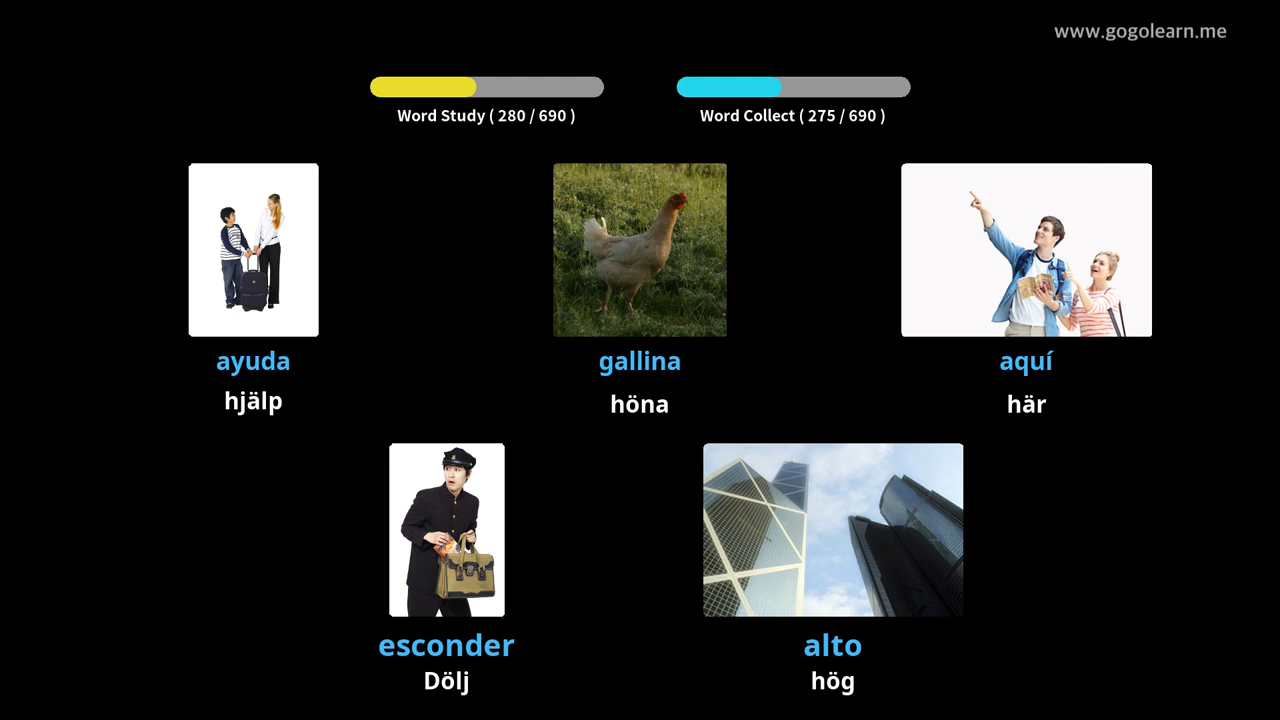 www.gogolearn.me
Word Study ( 280 / 690 )
Word Collect ( 275 / 690 )
ayuda
gallina
aquí
hjälp
höna
här
esconder
alto
Dölj
hög